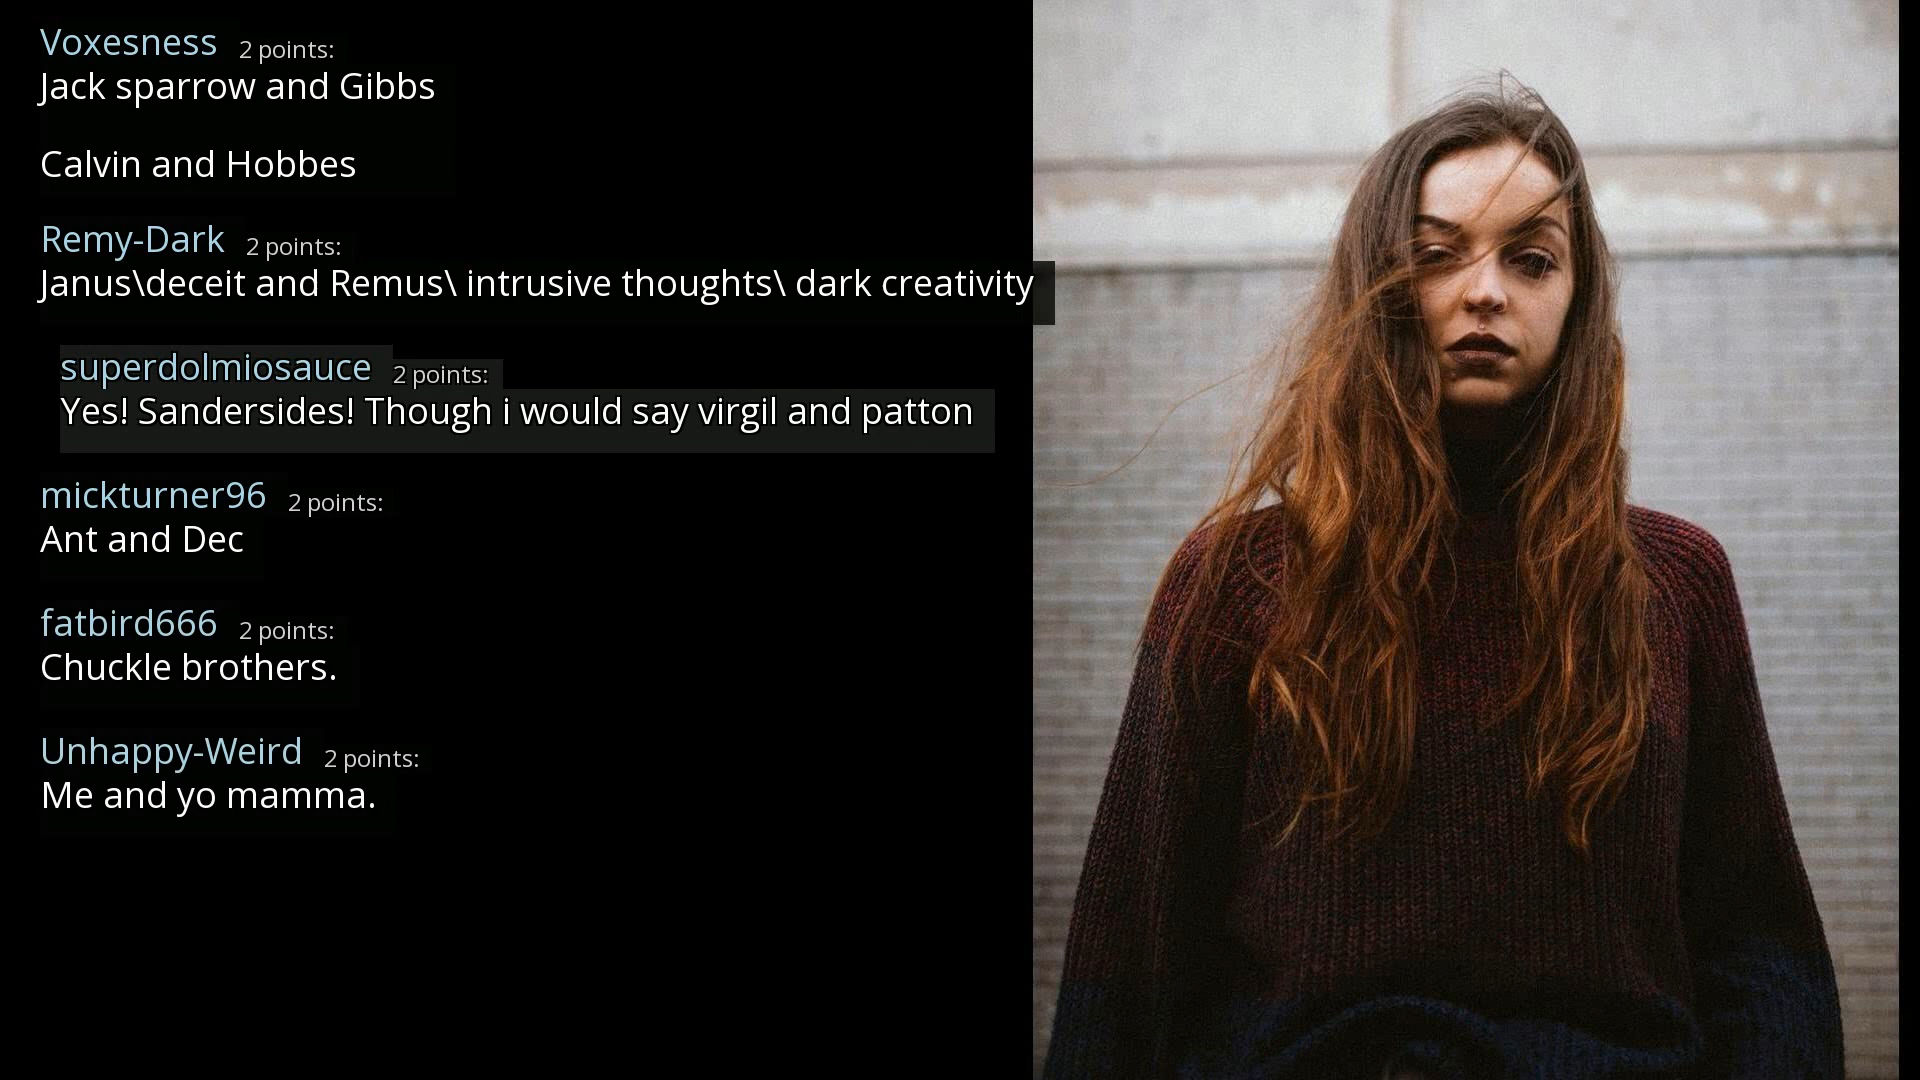 Voxesness 2 points:
Jack sparrow and Gibbs
Calvin and Hobbes
Remy-Dark 2 points:
Janus\deceit and Remus\ intrusive thoughts\ dark creativity
superdolmiosauce 2 points:
Yes! Sandersides! Though i would say virgil and patton
mickturner96 2 points:
Ant and Dec
fatbird666 2 points:
Chuckle brothers.
Unhappy-Weird 2 points:
Me and yo mamma.